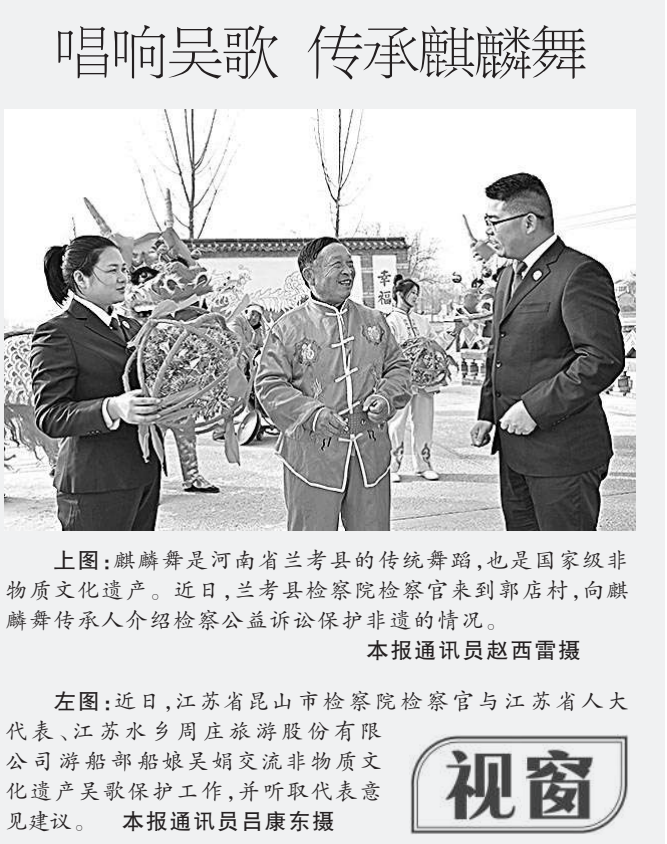 唱响吴歌 传承麒麟舞
幸
福
上图:麒麟舞是河南省兰考县的传统舞蹈,也是国家级非
物质文化遗产。近日,兰考县检察院检察官来到郭店村,向麒
麟舞传承人介绍检察公益诉讼保护非遗的情况。
本报通讯员赵西雷摄
左图:近日,江苏省昆山市检察院检察官与江苏省人大
代表、江苏水乡周庄旅游股份有限
公司游船部船娘吴娟交流非物质文
化遗产吴歌保护工作,并听取代表意
见建议。 本报通讯员吕康东摄
视窗